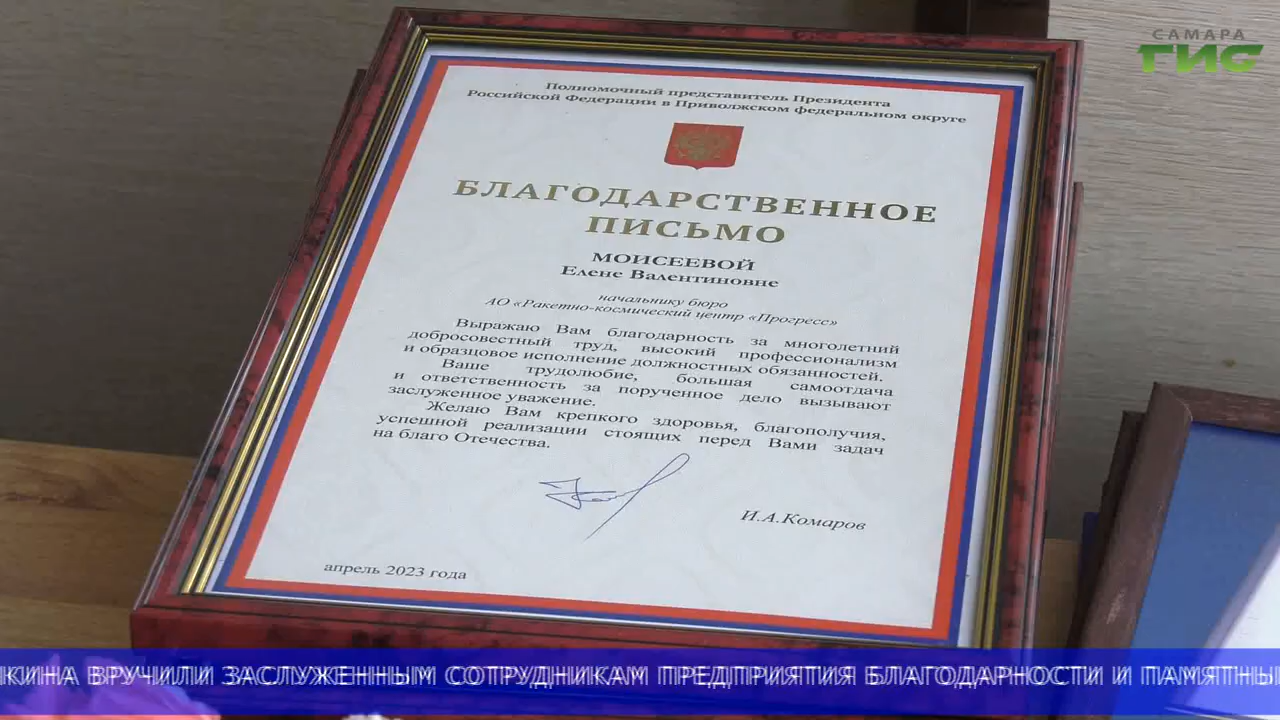 САМАРА
ГИС
Полномочный представитель Президента
Российской Федерации в Приволжском федеральном округе
БЛАГОДАРСТВЕННОЕ
ПИСЬМО
МОИСЕЕВОЙ
Елене Валентиновне
начальнику бюро
АО «Ракетно-космический центр «Прогресс»
Выражаю Вам благодарность за многолетний
добросовестный труд, высокий профессионализм
и образцовое исполнение должностных обязанностей.
Ваше трудолюбие, большая самоотдача
и ответственность за порученное дело вызывают
заслуженное уважение.
Желаю Вам крепкого здоровья, благополучия,
успешной реализации стоящих перед Вами задач
на благо Отечества.
И.А.Комаров
апрель 2023 года
КИНА ВРУЧИЛИ ЗАСЛУЖЕННЫМ СОТРУДНИКАМ ПРЕДПРИЯТИЯ БЛАГОДАРНОСТИ И ПАМЯТНЫ